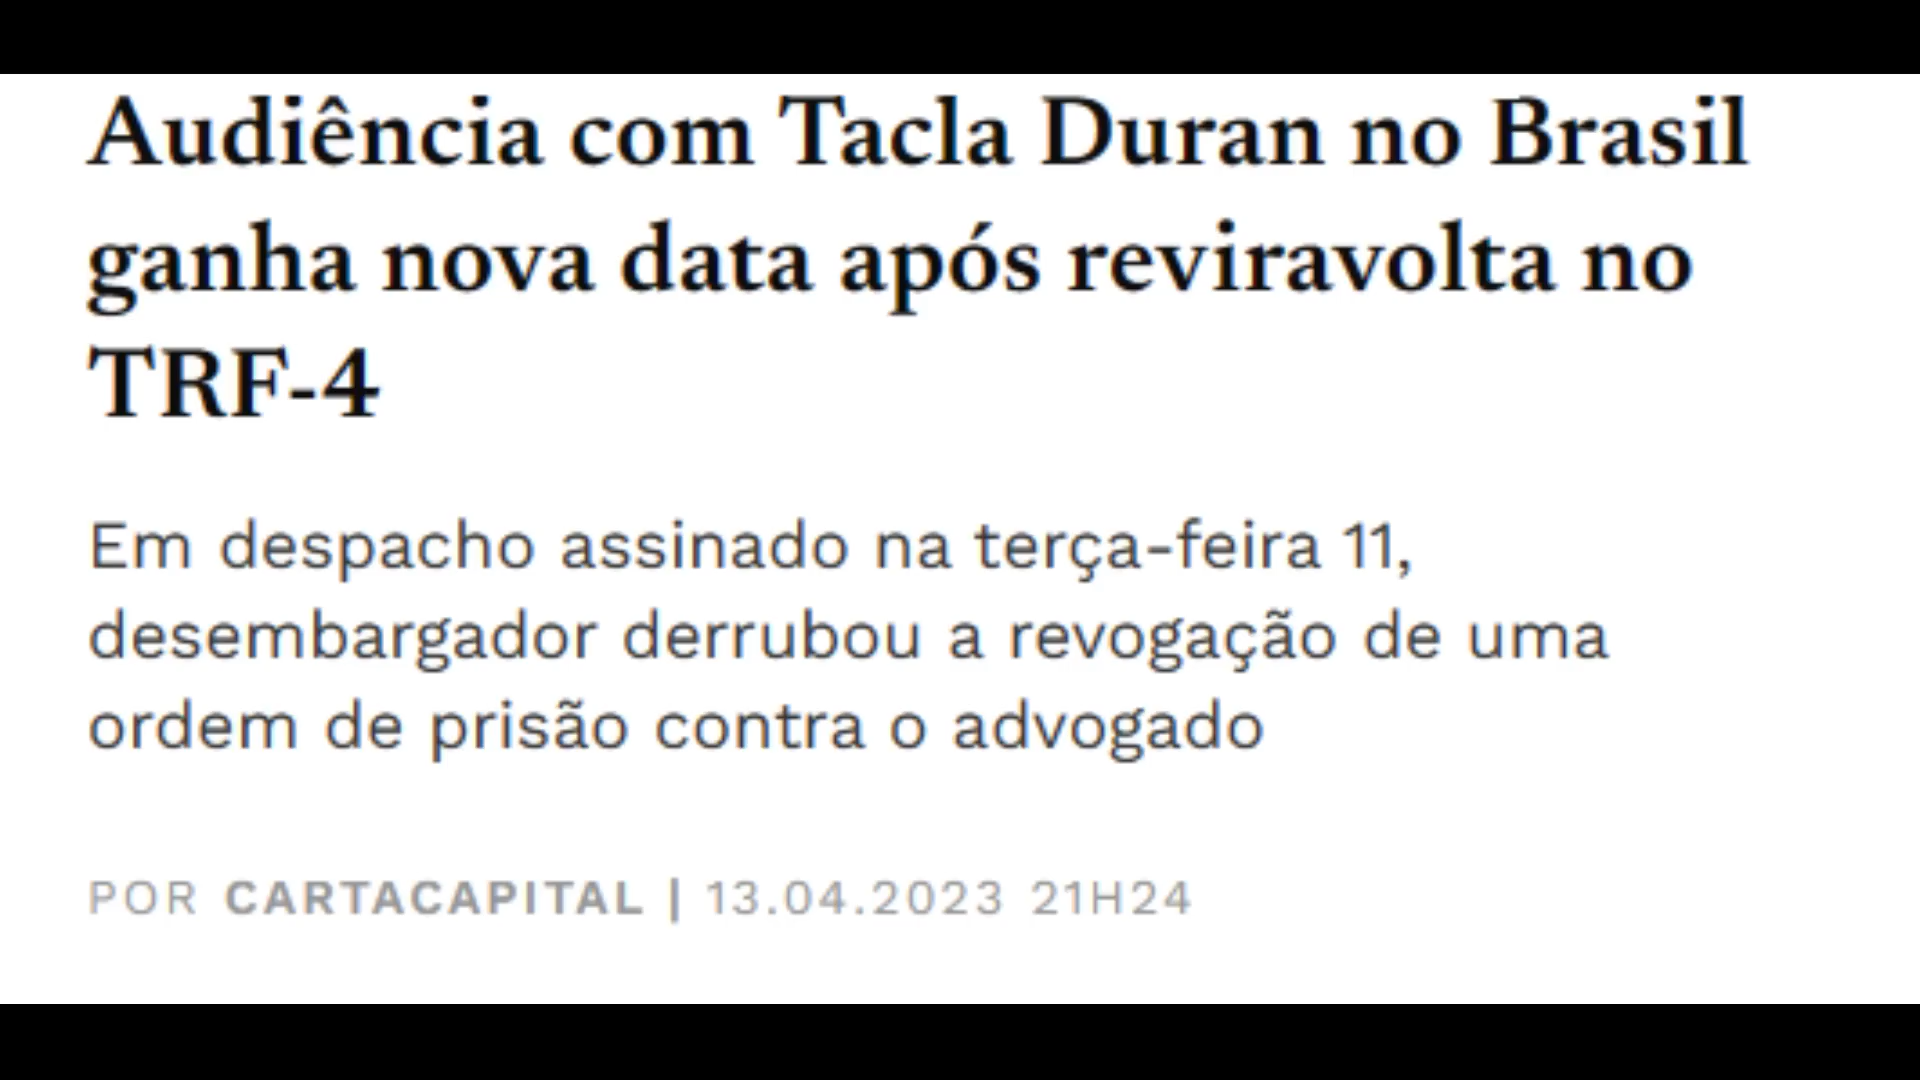 Audiência com Tacla Duran no Brasil
ganha nova data após reviravolta no
TRF-4
Em despacho assinado na terça-feira 11,
desembargador derrubou a revogação de uma
ordem de prisão contra o advogado
POR CARTACAPITAL | 13.04.2023 21H24